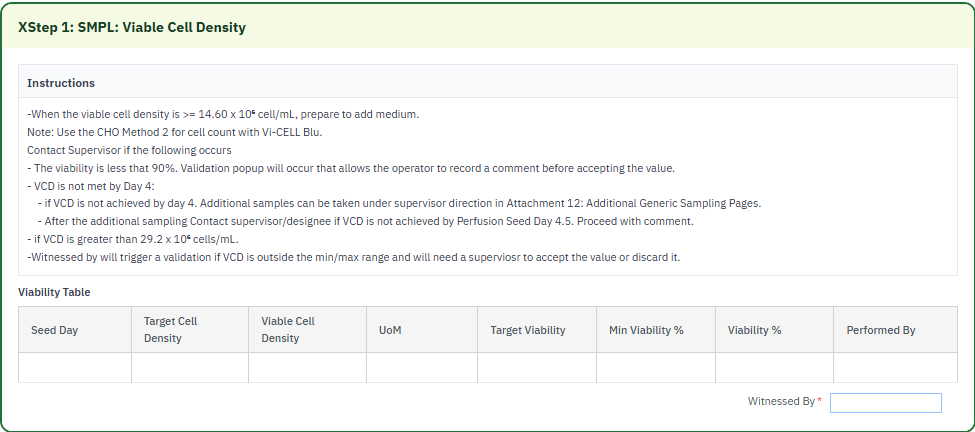 XStep 1: SMPL: Viable Cell Density
Instructions
-When the viable cell density is >= 14.60 x 10⁶ cell/mL, prepare to add medium.
Note: Use the CHO Method 2 for cell count with Vi-CELL Blu.
Contact Supervisor if the following occurs
- The viability is less that 90%. Validation popup will occur that allows the operator to record a comment before accepting the value.
- VCD is not met by Day 4:
- if VCD is not achieved by day 4. Additional samples can be taken under supervisor direction in Attachment 12: Additional Generic Sampling Pages.
- After the additional sampling Contact supervisor/designee if VCD is not achieved by Perfusion Seed Day 4.5. Proceed with comment.
- if VCD is greater than 29.2 x 10⁶ cells/mL.
-Witnessed by will trigger a validation if VCD is outside the min/max range and will need a superviosr to accept the value or discard it.
Viability Table
Seed Day
Target Cell
Density
Viable Cell
Density
UoM
Target Viability
Min Viability %
Viability %
Performed By
Witnessed By *